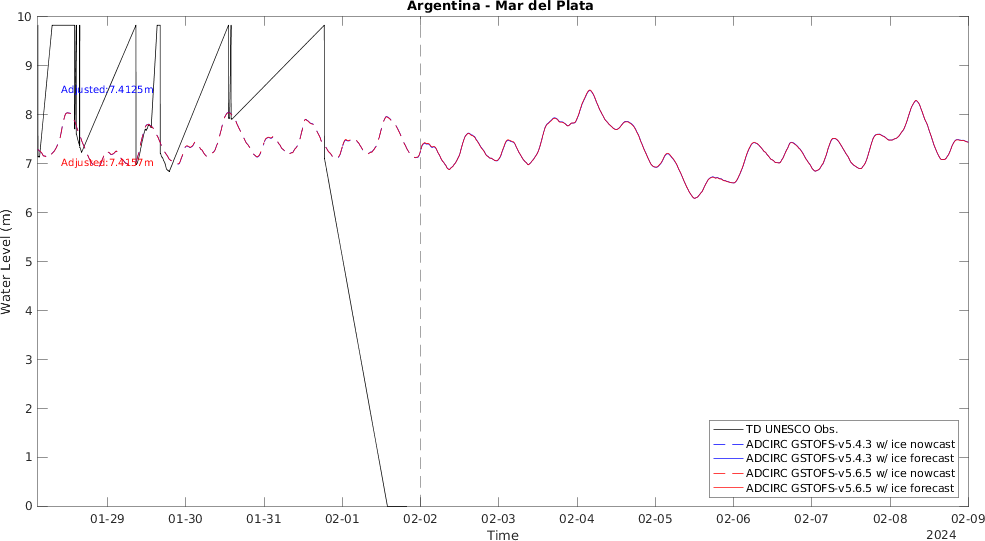 Argentina - Mar del Plata
10
9
8
7
6
5
4
3
2
1
0
Water Level (m)
Adjusted:7.4125m
Adjusted:7.4157m
TD UNESCO Obs.
ADCIRC GSTOFS-v5.4.3 w/ ice nowcast
ADCIRC GSTOFS-v5.4.3 w/ ice forecast
ADCIRC GSTOFS-v5.6.5 w/ ice nowcast
ADCIRC GSTOFS-v5.6.5 w/ ice forecast
01-29 01-30 01-31 02-01 02-02 02-03 02-04 02-05 02-06 02-07 02-08 02-09
Time
2024